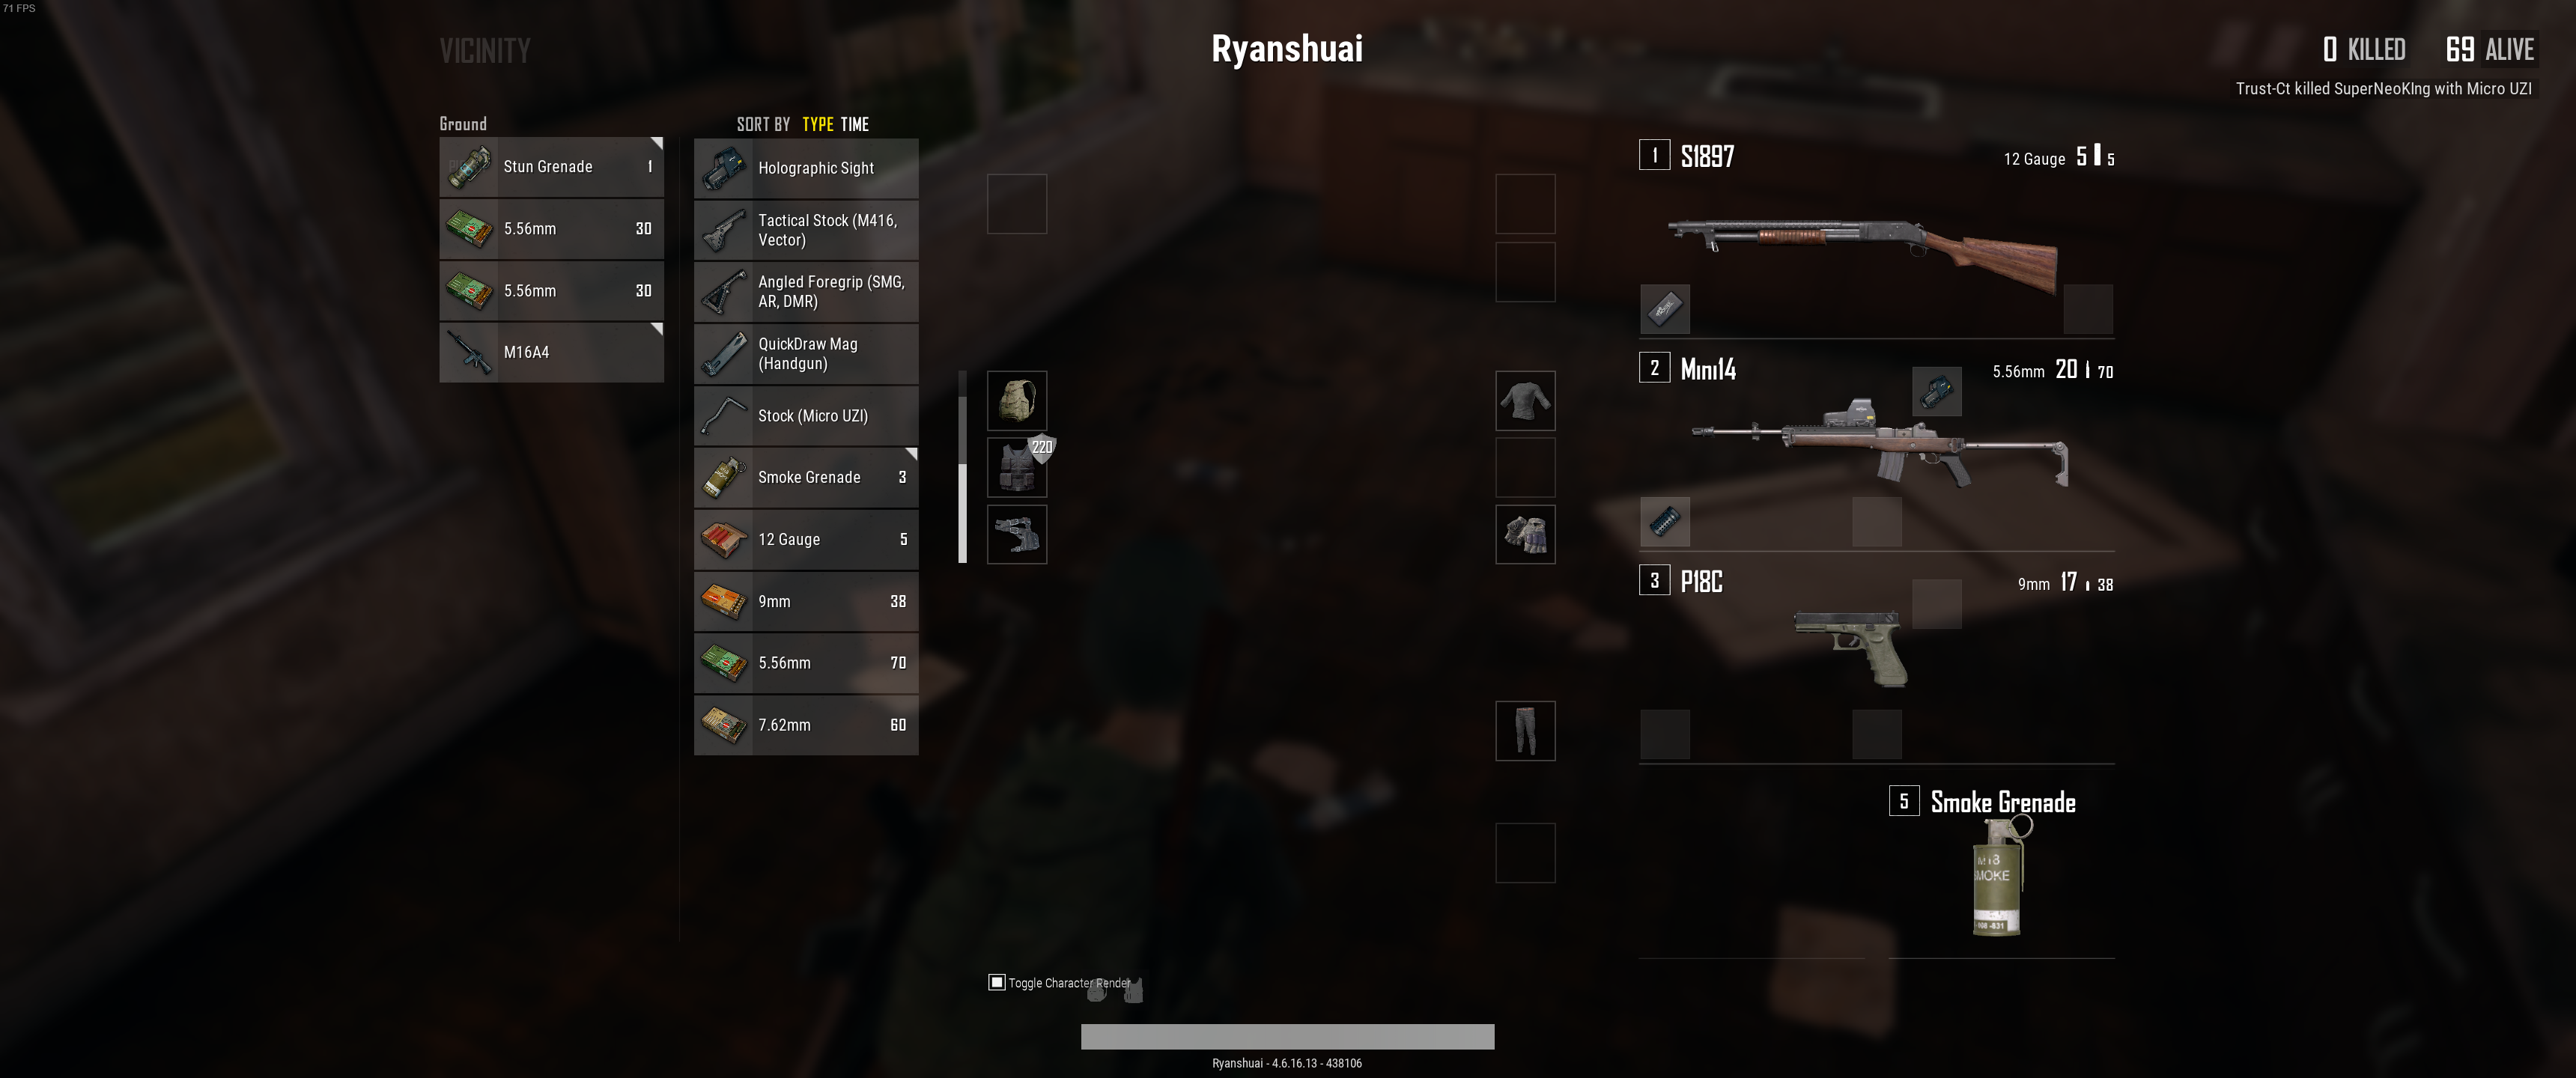 71 FPS
VICINITY
Ryanshuai
0 KILLED 69 ALIVE
Trust-Ct killed SuperNeoKIng with Micro UZI
Ground
Stun Grenade 1
5.56mm 30
5.56mm 30
M16A4
SORT BY TYPE TIME
Holographic Sight
Tactical Stock (M416,
Vector)
Angled Foregrip (SMG,
AR, DMR)
QuickDraw Mag
(Handgun)
Stock (Micro UZI)
Smoke Grenade 3
12 Gauge 5
9mm 38
5.56mm 70
7.62mm 60
220
1 S1897 12 Gauge 5 5
2 Mini14 5.56mm 20 70
3 P18C 9mm 17 38
5 Smoke Grenade
M18
SMOKE
Toggle Character Render
Ryanshuai - 4.6.16.13 - 438106